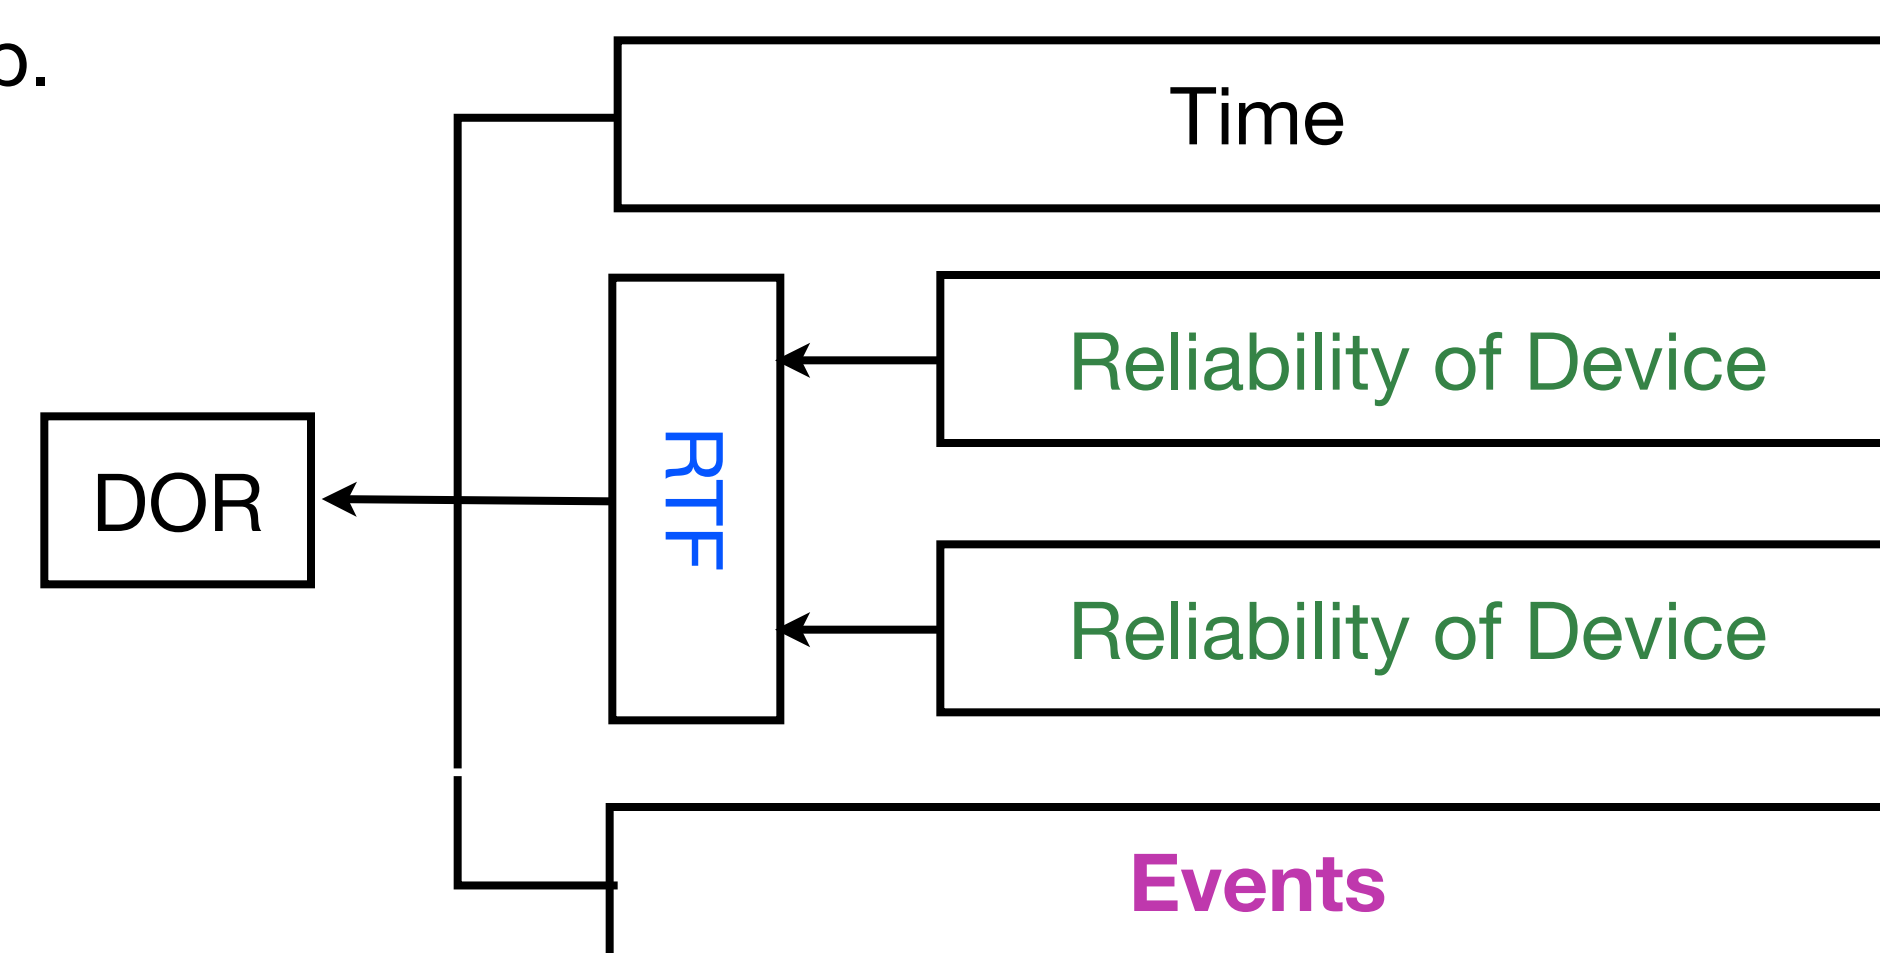 b.
Time
Reliability of Device
RTF
DOR
Reliability of Device
Events